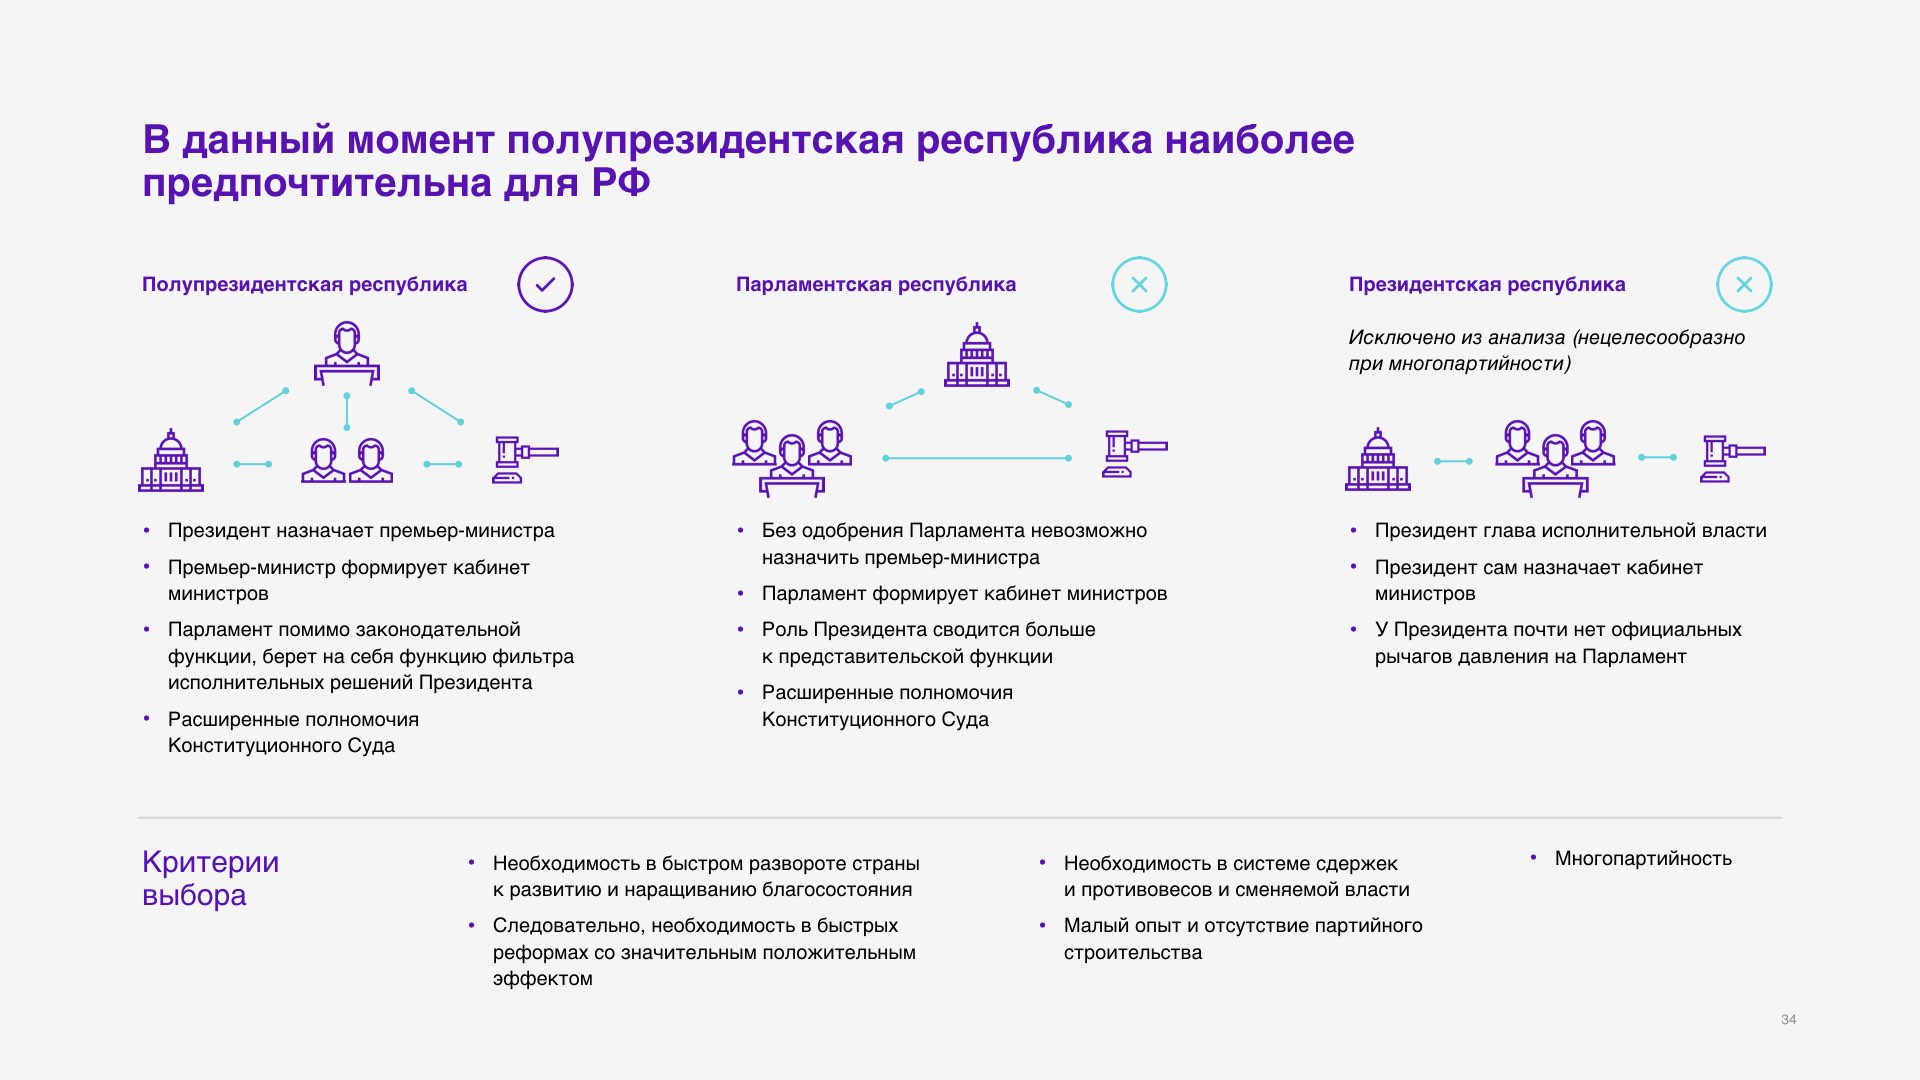 В данный момент полупрезидентская республика наиболее
предпочтительна для РФ
Полупрезидентская республика
• Президент назначает премьер-министра
• Премьер-министр формирует кабинет
министров
• Парламент помимо законодательной
функции, берет на себя функцию фильтра
исполнительных решений Президента
• Расширенные полномочия
Конституционного Суда
Парламентская республика
• Без одобрения Парламента невозможно
назначить премьер-министра
• Парламент формирует кабинет министров
• Роль Президента сводится больше
к представительской функции
• Расширенные полномочия
Конституционного Суда
Президентская республика
Исключено из анализа (нецелесообразно
при многопартийности)
• Президент глава исполнительной власти
• Президент сам назначает кабинет
министров
• У Президента почти нет официальных
рычагов давления на Парламент
Критерии
выбора
• Необходимость в быстром развороте страны
к развитию и наращиванию благосостояния
• Следовательно, необходимость в быстрых
реформах со значительным положительным
эффектом
• Необходимость в системе сдержек
и противовесов и сменяемой власти
• Малый опыт и отсутствие партийного
строительства
• Многопартийность
34